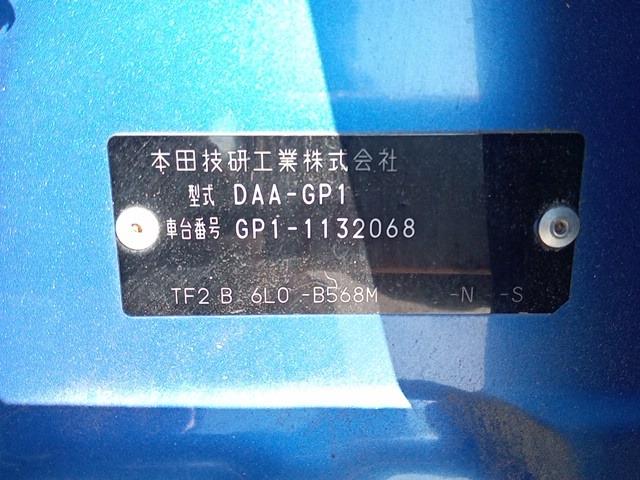 本田技研工業株式会社
型式 DAA-GP1
車台番号 GP1-1132068
TF2 B 6L0 -B568M -N -S